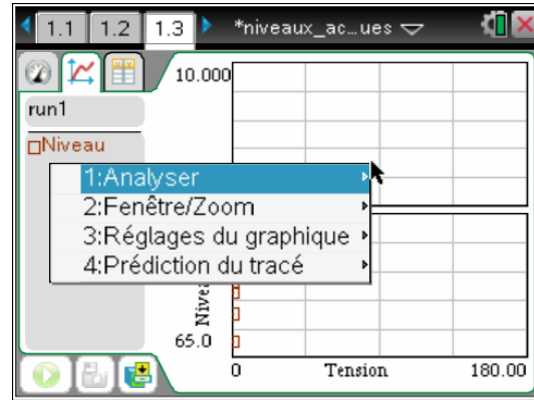 1.1 1.2 1.3 *niveaux_ac...ues
10.000
run1
Niveau
1:Analyser
2:Fenêtre/Zoom
3:Réglages du graphique
4:Prédiction du tracé
Nivea
65.0
0 Tension 180.00